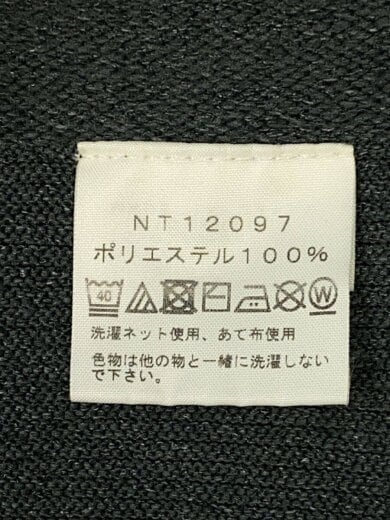 NT12097
ポリエステル100%
40 W
洗濯ネット使用、あて布使用
色物は他の物と一緒に洗濯しない
で下さい。